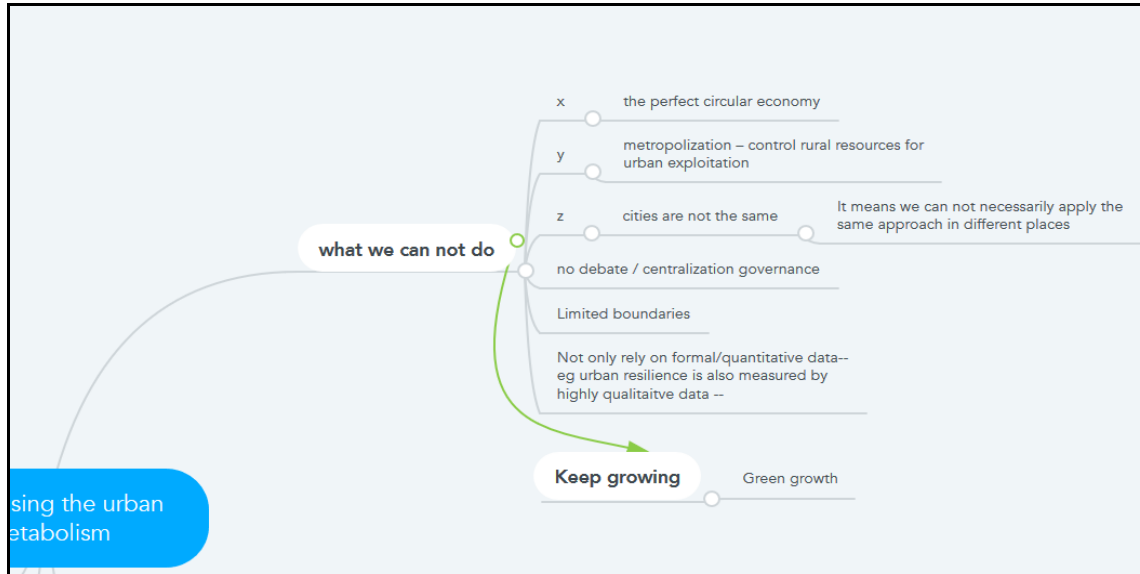 x
the perfect circular economy
y
metropolization – control rural resources for
urban exploitation
z
cities are not the same
It means we can not necessarily apply the
same approach in different places
what we can not do
no debate / centralization governance
Limited boundaries
Not only rely on formal/quantitative data--
eg urban resilience is also measured by
highly qualitaitve data --
Keep growing
Green growth
sing the urban
etabolism